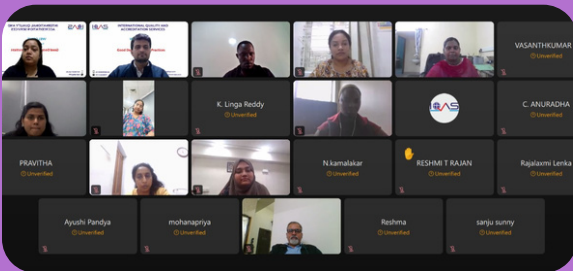 INTERNATIONAL QUALITY AND
ACCREDITATION SERVICES
VASANTHKUMAR
Unverified
K. Linga Reddy
Unverified
C. ANURADHA
Unverified
PRAVITHA
Unverified
N.kamalakar
Unverified
RESHMI T RAJAN
Unverified
Rajalaxmi Lenka
Unverified
Ayushi Pandya
Unverified
mohanapriya
Unverified
Reshma
Unverified
sanju sunny
Unverified